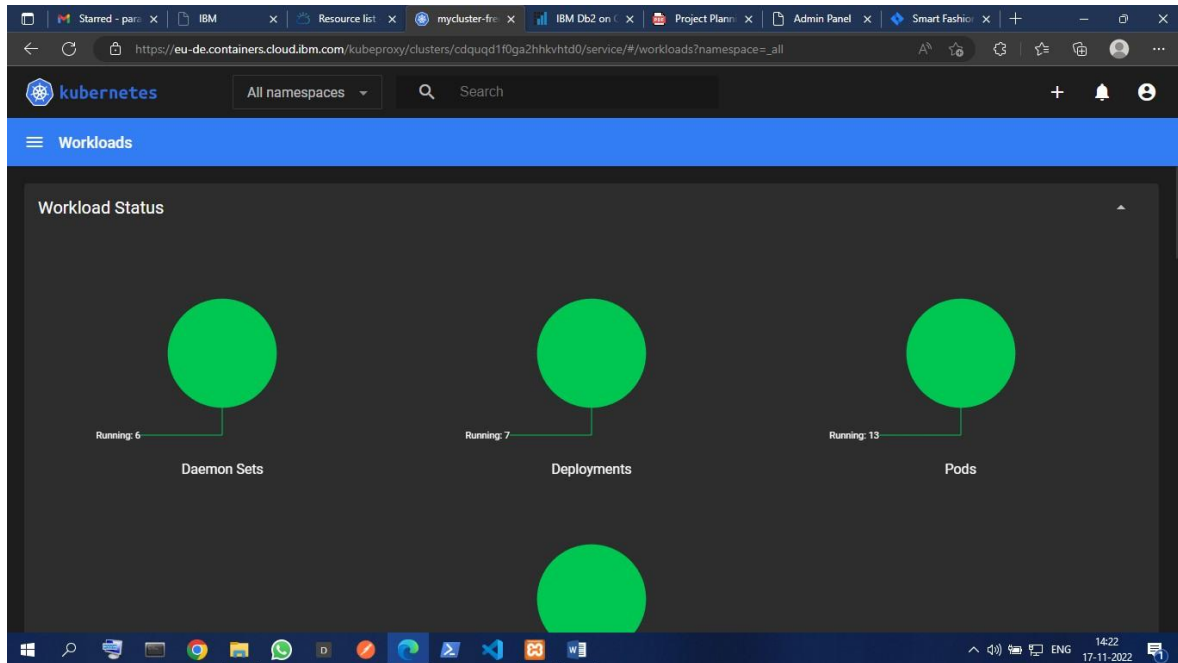 Starred - para
IBM
Resource list
mycluster-fre
IBM Db2 on C
Project Plann
Admin Panel
Smart Fashion
https://eu-de.containers.cloud.ibm.com/kubeproxy/clusters/cdquqd1f0ga2hhkvhtd0/service/#/workloads?namespace=_all
kubernetes
All namespaces
Search
Workloads
Workload Status
Running: 6
Running: 7
Running: 13
Daemon Sets
Deployments
Pods
ENG
14:22
17-11-2022